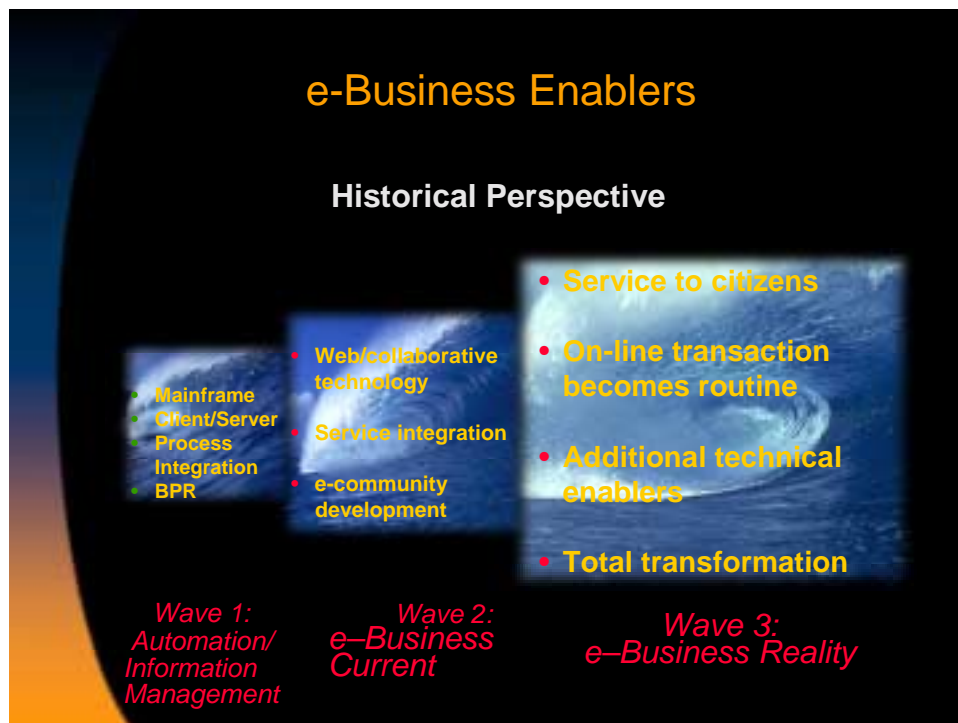 e-Business Enablers
Historical Perspective
• Mainframe
• Client/Server
• Process
Integration
• BPR
• Web/collaborative
technology
• Service integration
• e-community
development
• Service to citizens
• On-line transaction
becomes routine
• Additional technical
enablers
• Total transformation
Wave 1:
Automation/
Information
Management
Wave 2:
e–Business
Current
Wave 3:
e–Business Reality